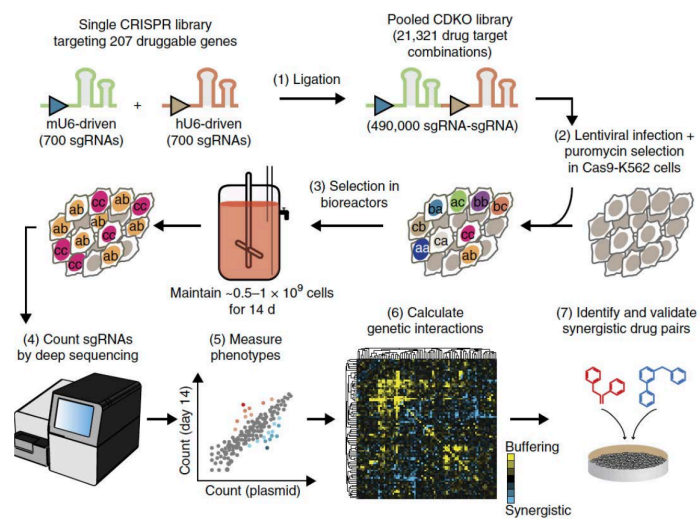 Single CRISPR library
targeting 207 druggable genes
mU6-driven
(700 sgRNAs)
+
hU6-driven
(700 sgRNAs)
(1) Ligation
Pooled CDKO library
(21,321 drug target
combinations)
(490,000 sgRNA-sgRNA)
(2) Lentiviral infection +
puromycin selection
in Cas9-K562 cells
ba
ac
bb
bc
cb
cc
aa
ca
ab
(3) Selection in
bioreactors
Maintain ~0.5–1 × 10⁹ cells
for 14 d
ab
cc
cc
ab
ab
ab
cc
ab
cc
cc
ab
(4) Count sgRNAs
by deep sequencing
(5) Measure
phenotypes
Count (day 14)
Count (plasmid)
(6) Calculate
genetic interactions
Buffering
Synergistic
(7) Identify and validate
synergistic drug pairs